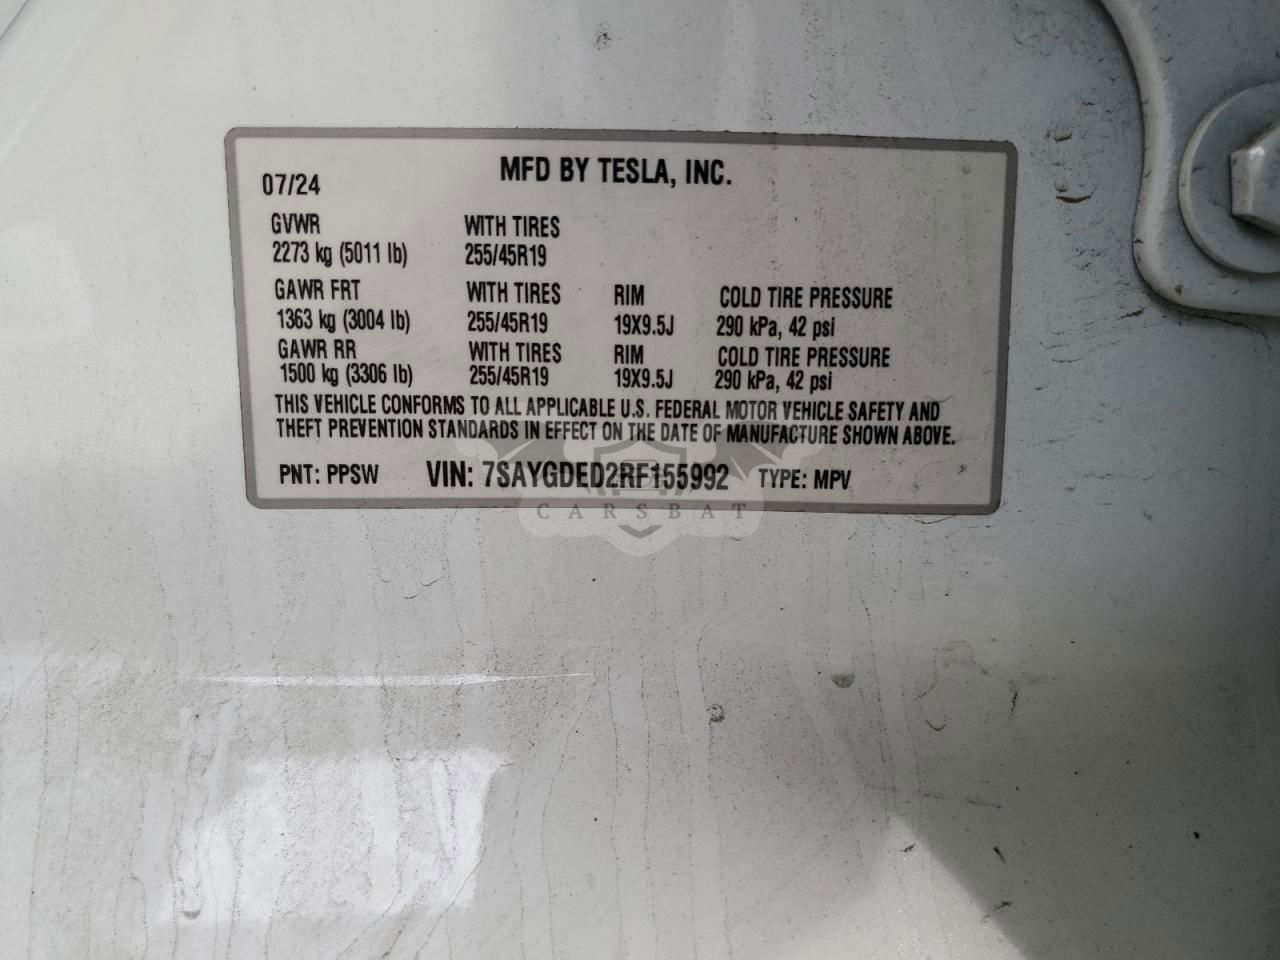 MFD BY TESLA, INC.
07/24
GVWR WITH TIRES
2273 kg (5011 lb) 255/45R19
GAWR FRT WITH TIRES RIM COLD TIRE PRESSURE
1363 kg (3004 lb) 255/45R19 19X9.5J 290 kPa, 42 psi
GAWR RR WITH TIRES RIM COLD TIRE PRESSURE
1500 kg (3306 lb) 255/45R19 19X9.5J 290 kPa, 42 psi
THIS VEHICLE CONFORMS TO ALL APPLICABLE U.S. FEDERAL MOTOR VEHICLE SAFETY AND
THEFT PREVENTION STANDARDS IN EFFECT ON THE DATE OF MANUFACTURE SHOWN ABOVE.
PNT: PPSW VIN: 7SAYGDED2RF155992 TYPE: MPV
CARSBAT